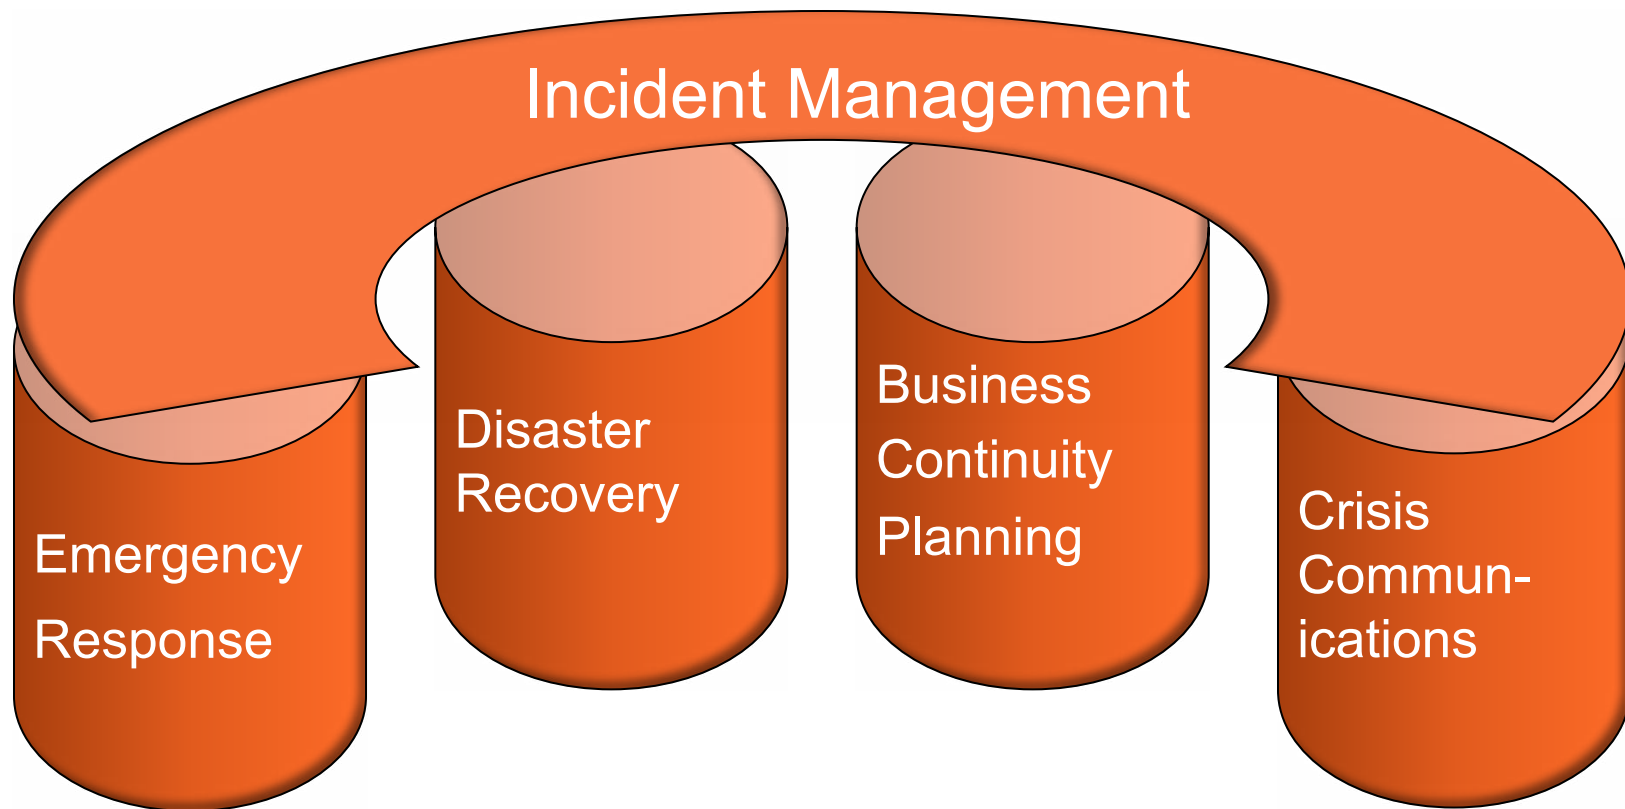 Incident Management
Emergency
Response
Disaster
Recovery
Business
Continuity
Planning
Crisis
Commun-
ications